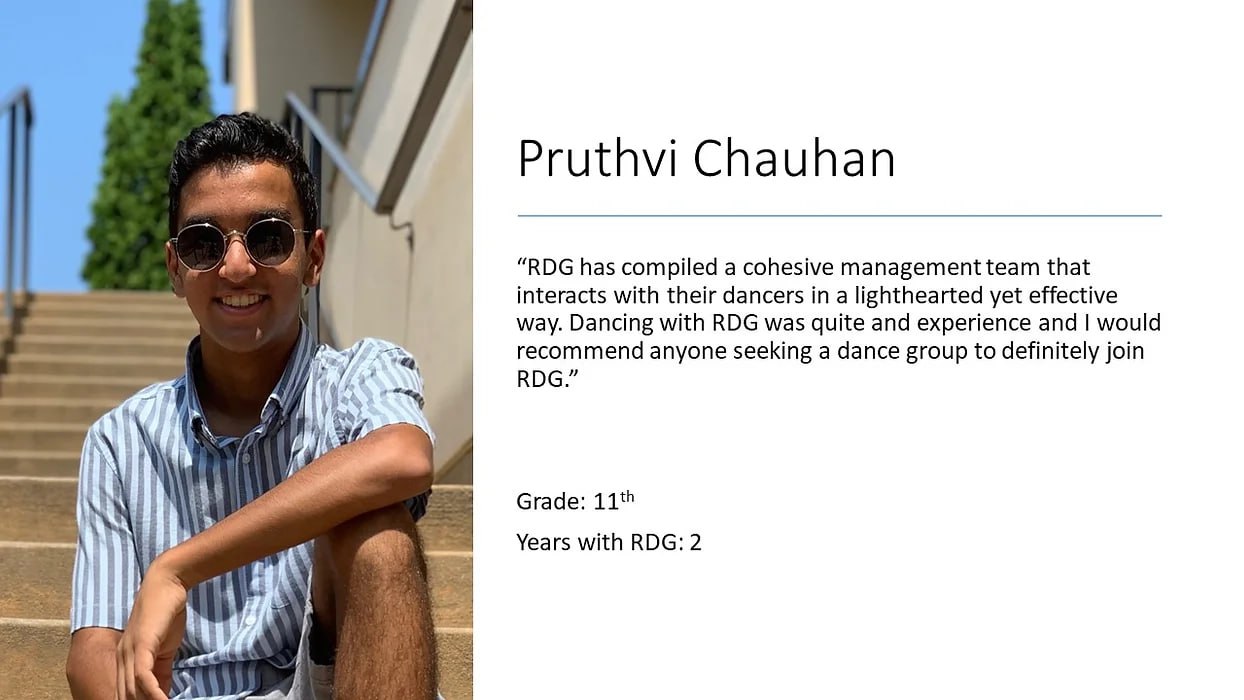 Pruthvi Chauhan
“RDG has compiled a cohesive management team that
interacts with their dancers in a lighthearted yet effective
way. Dancing with RDG was quite and experience and I would
recommend anyone seeking a dance group to definitely join
RDG.”
Grade: 11th
Years with RDG: 2